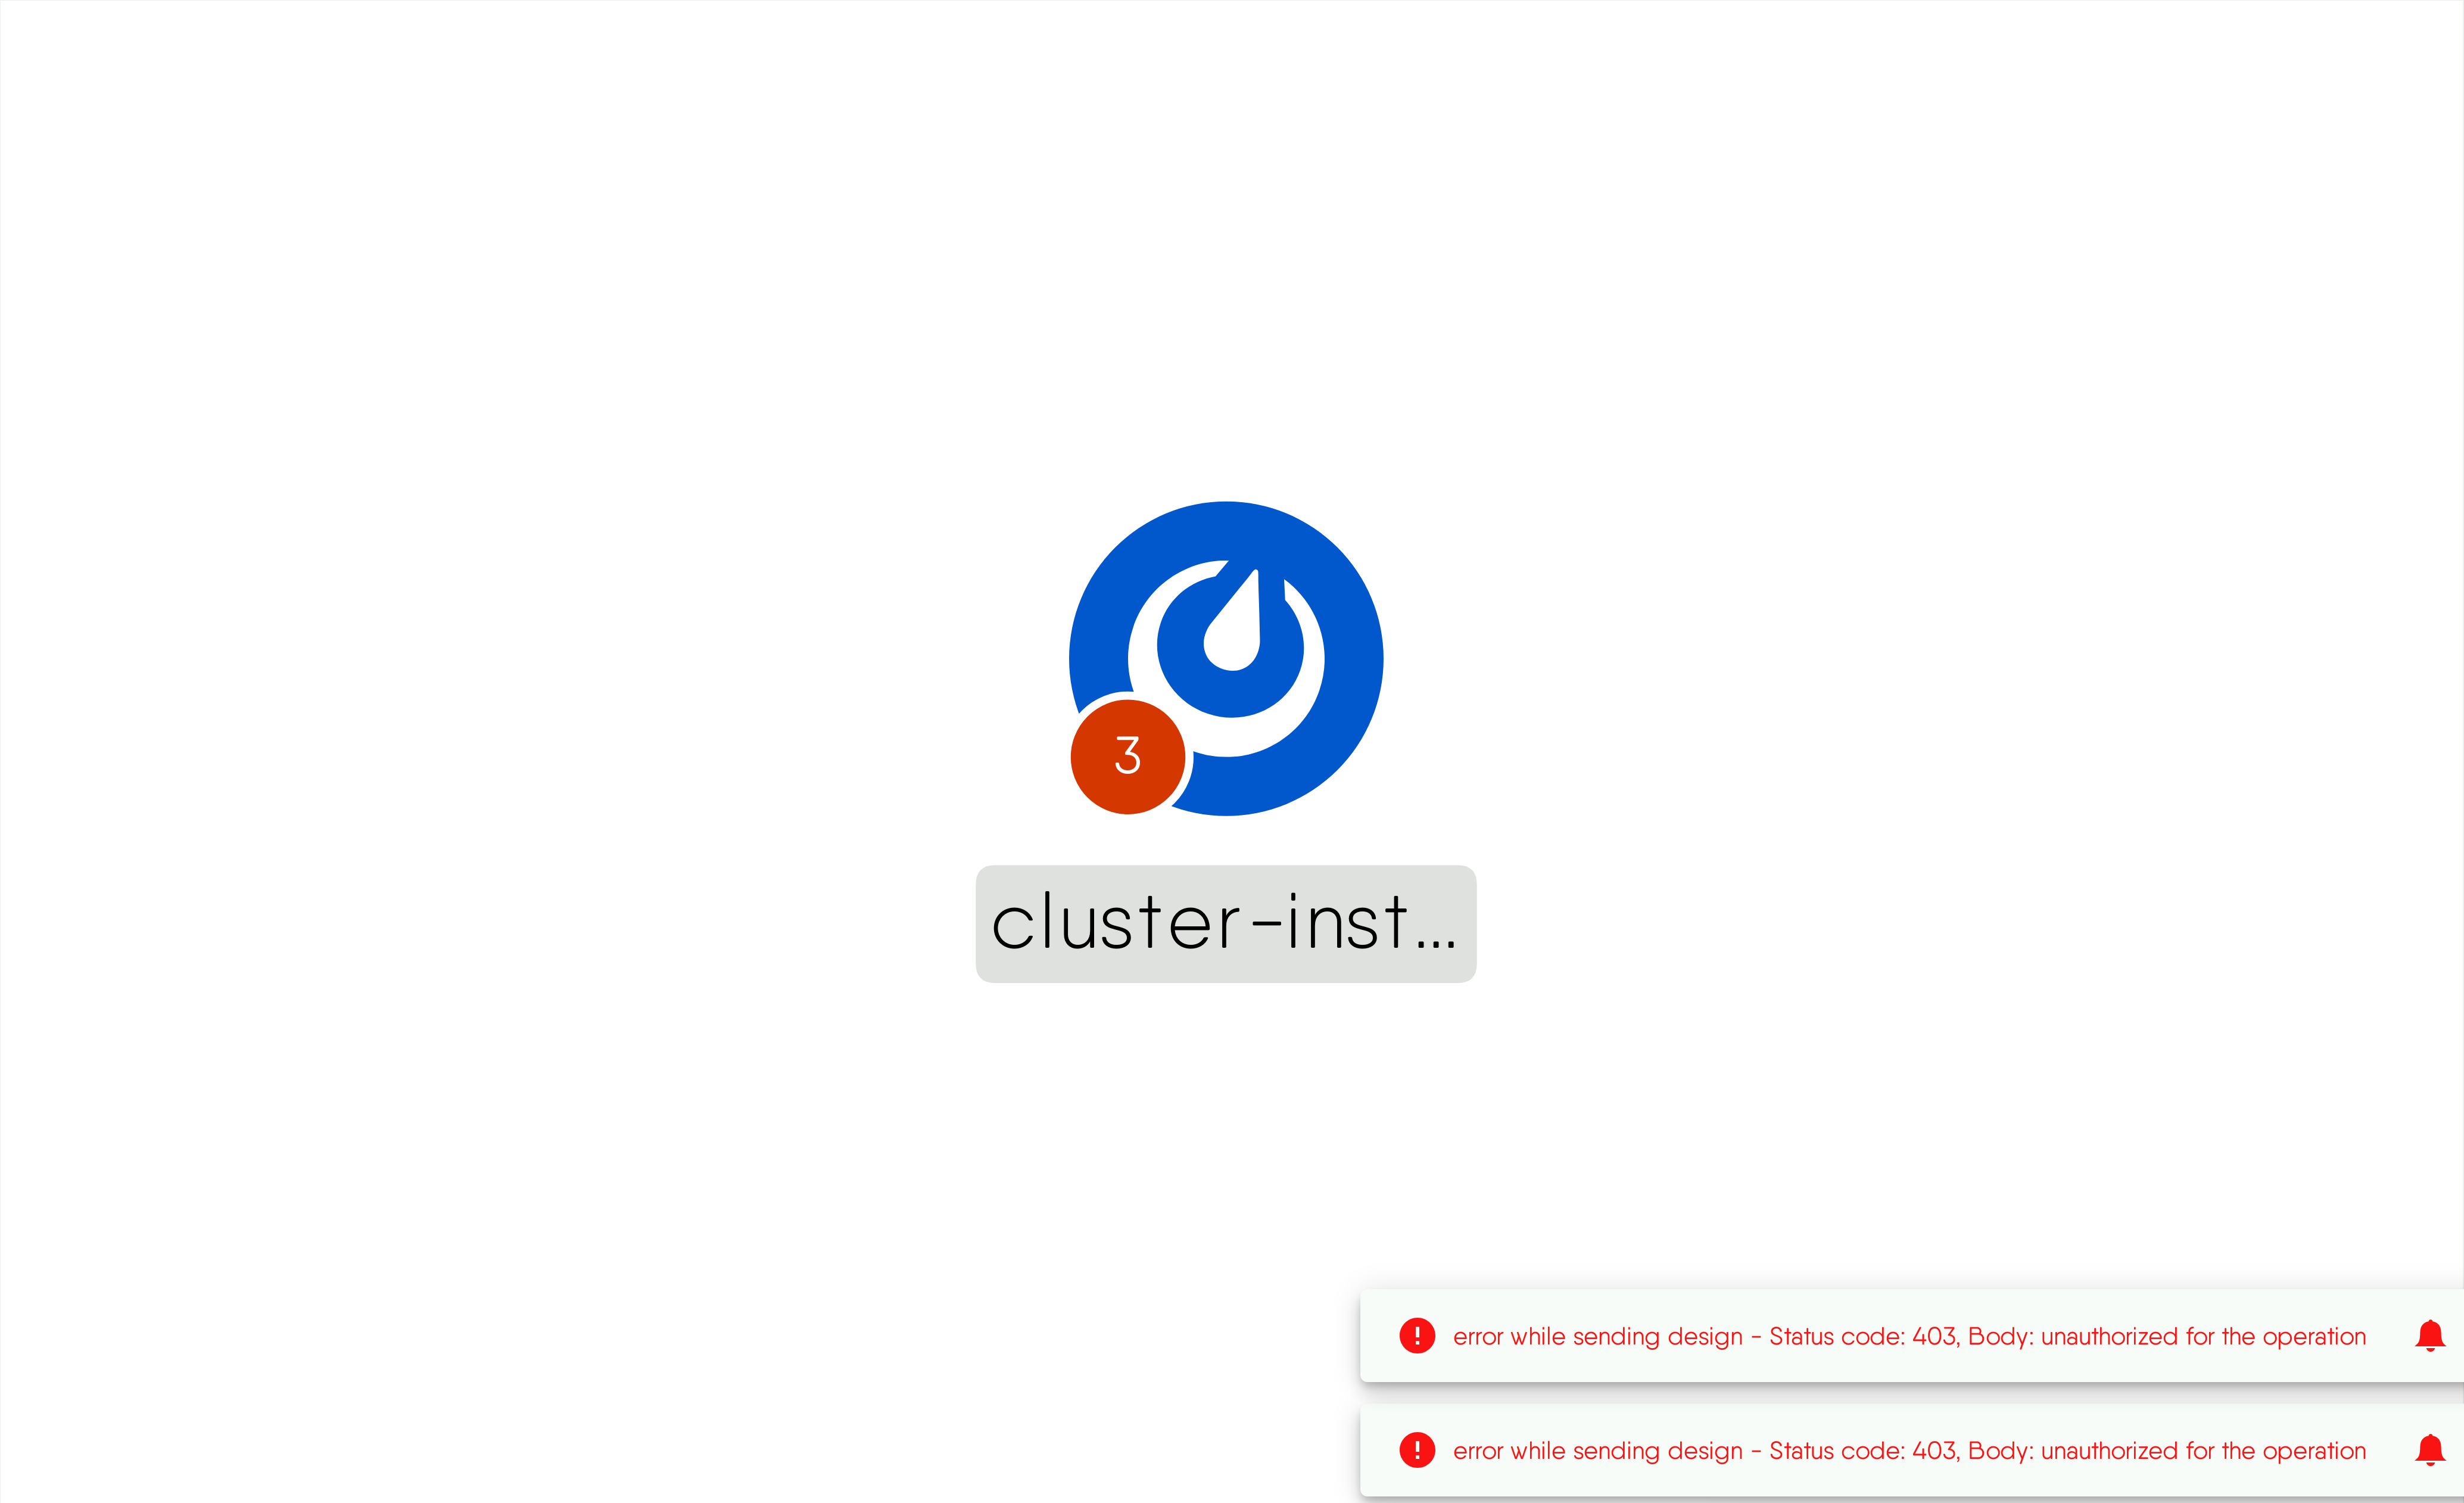 3
cluster-inst...
error while sending design - Status code: 403, Body: unauthorized for the operation
error while sending design - Status code: 403, Body: unauthorized for the operation